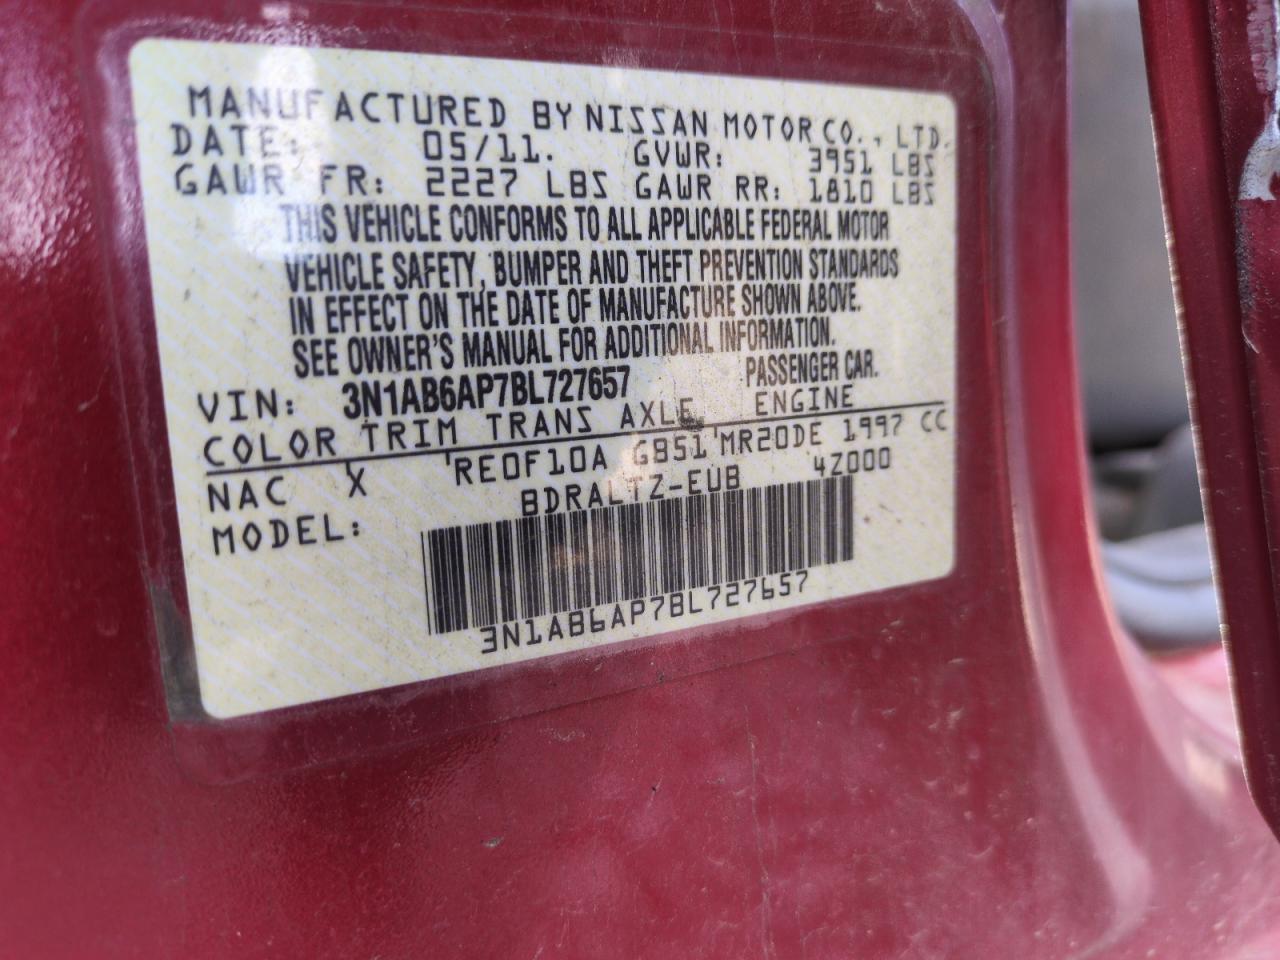 MANUFACTURED BY NISSAN MOTOR CO., LTD.
DATE: 05/11. GVWR: 3951 LBS
GAWR FR: 2227 LBS GAWR RR: 1810 LBS
THIS VEHICLE CONFORMS TO ALL APPLICABLE FEDERAL MOTOR
VEHICLE SAFETY, BUMPER AND THEFT PREVENTION STANDARDS
IN EFFECT ON THE DATE OF MANUFACTURE SHOWN ABOVE.
SEE OWNER'S MANUAL FOR ADDITIONAL INFORMATION.
VIN: 3N1AB6AP7BL727657 PASSENGER CAR.
COLOR TRIM TRANS AXLE ENGINE
NAC X RE0F10A GB51 MR20DE 1997 CC
MODEL: BDRALTZ-EUB 4Z000
3N1AB6AP7BL727657